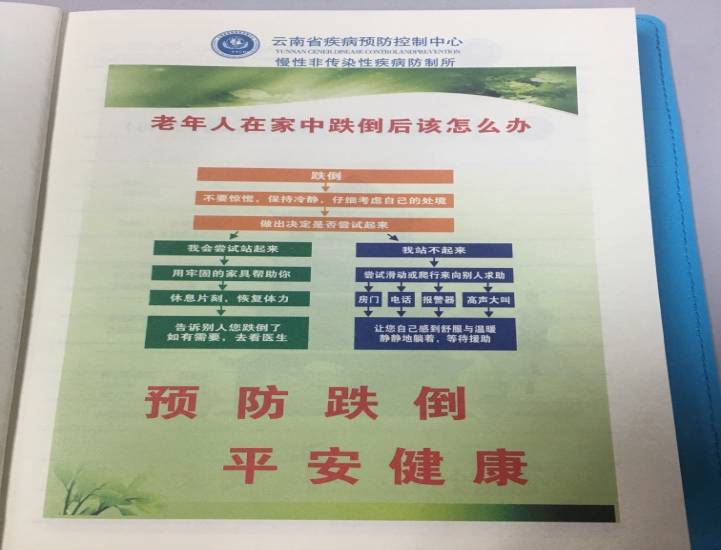 云南省疾病预防控制中心
YUNNAN CENER DISEASE CONTROL AND PREVENTION
慢性非传染性疾病防制所
老年人在家中跌倒后该怎么办
跌倒
不要惊慌，保持冷静，仔细考虑自己的处境
做出决定是否尝试起来
我会尝试站起来
用牢固的家具帮助你
休息片刻，恢复体力
告诉别人您跌倒了
如有需要，去看医生
我站不起来
尝试滑动或爬行来向别人求助
房门 电话 报警器 高声大叫
让您自己感到舒服与温暖
静静地躺着，等待援助
预防跌倒
平安健康